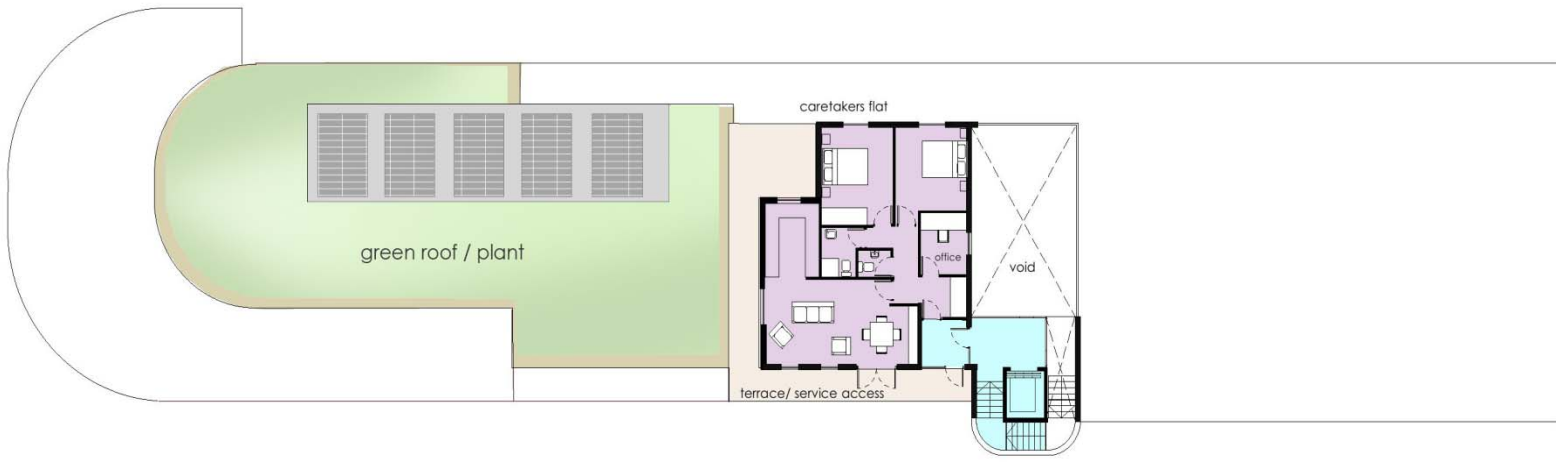 caretakers flat
green roof / plant
office
void
terrace/ service access